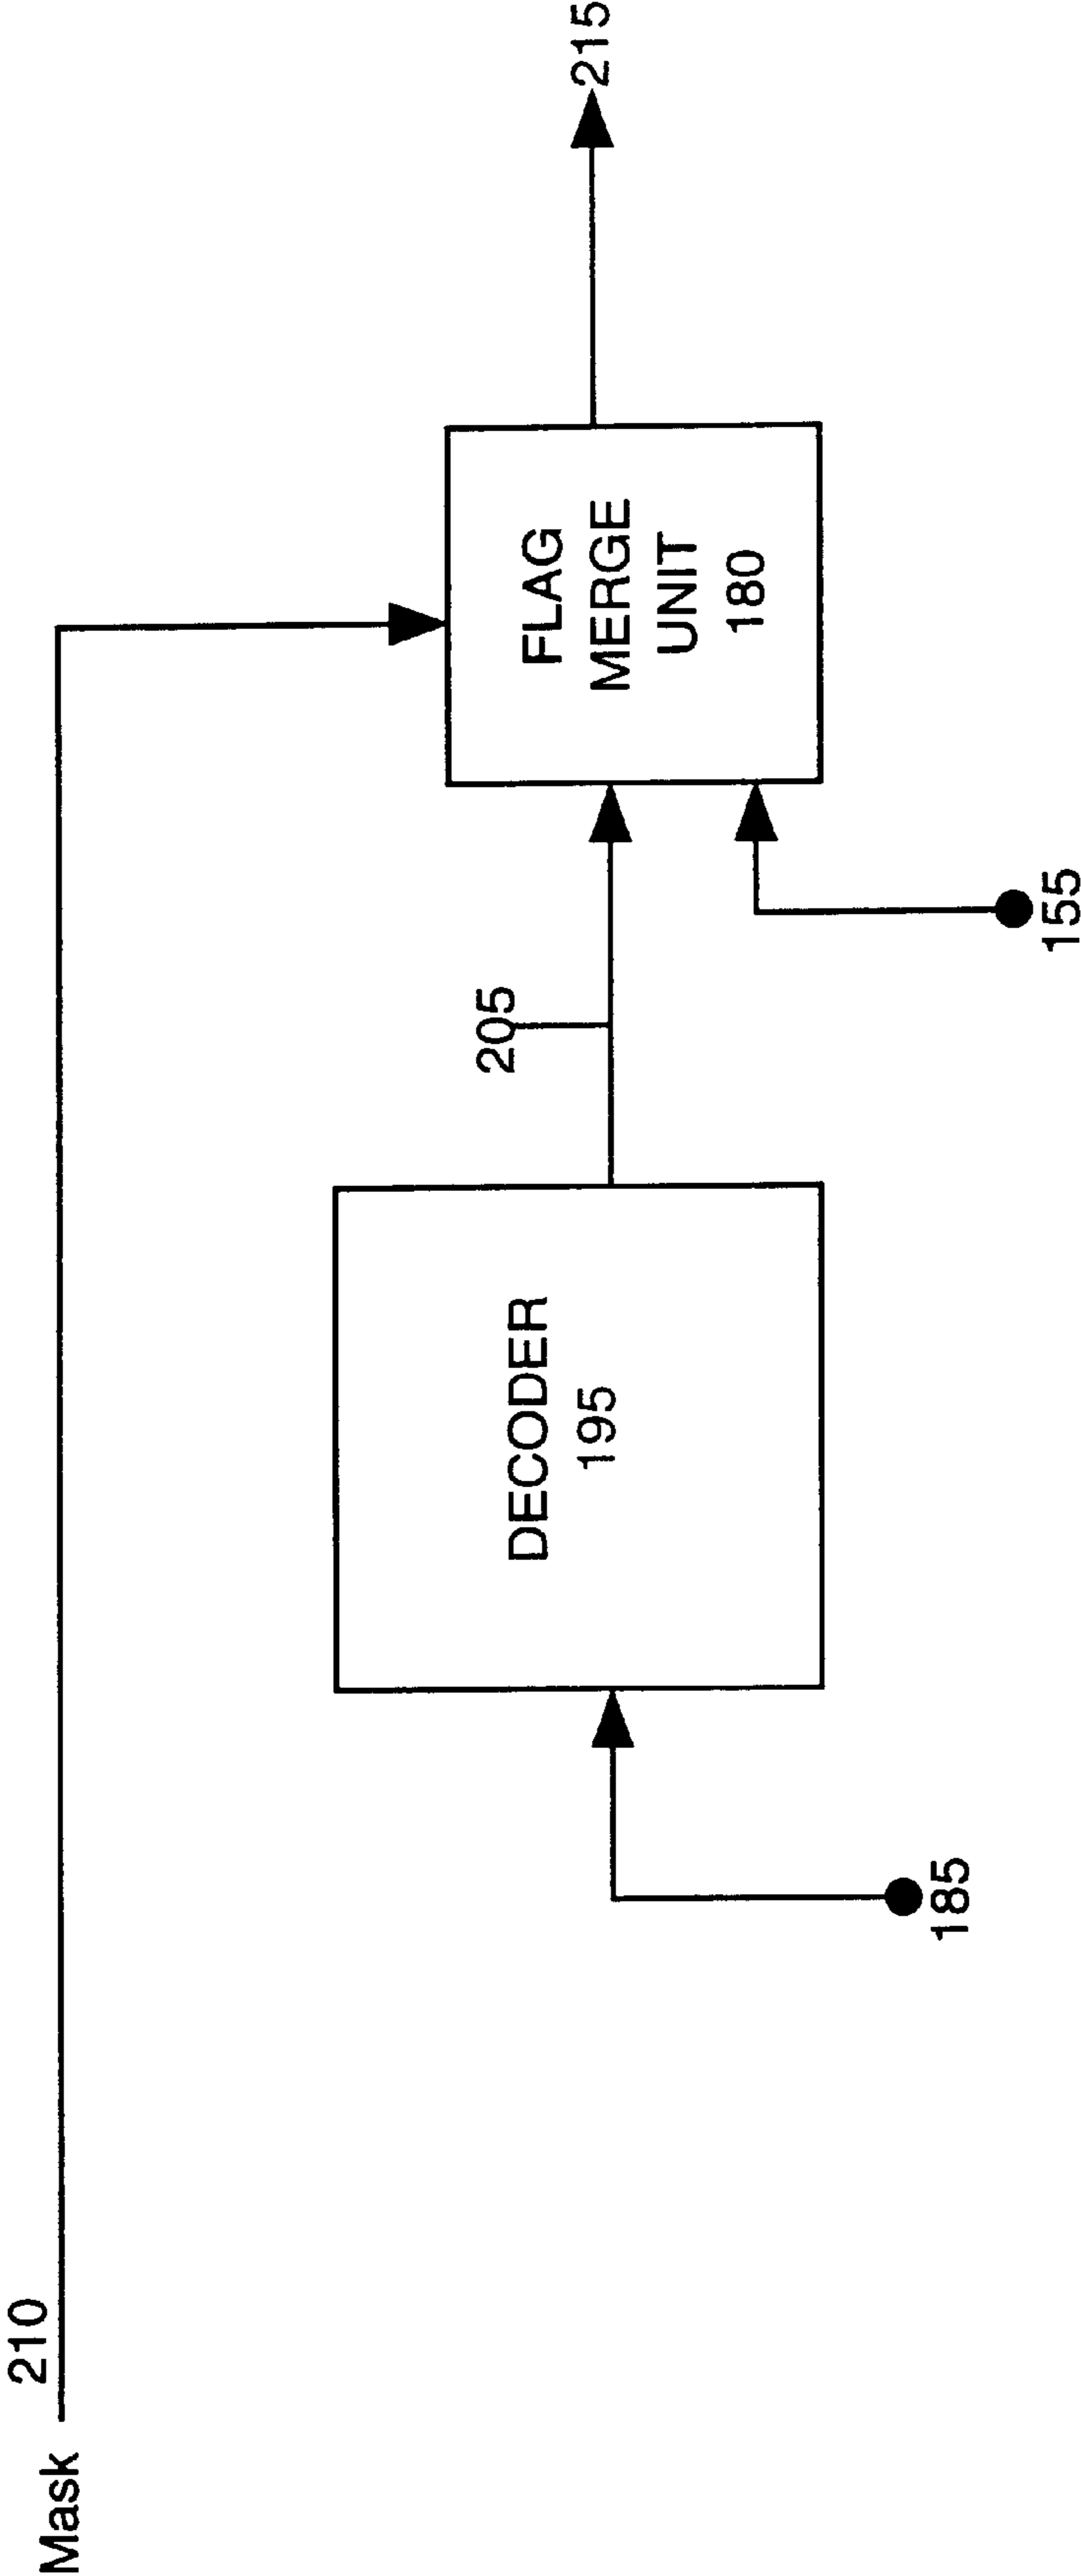 Mask 210
205
215
DECODER
195
FLAG
MERGE
UNIT
180
185
155